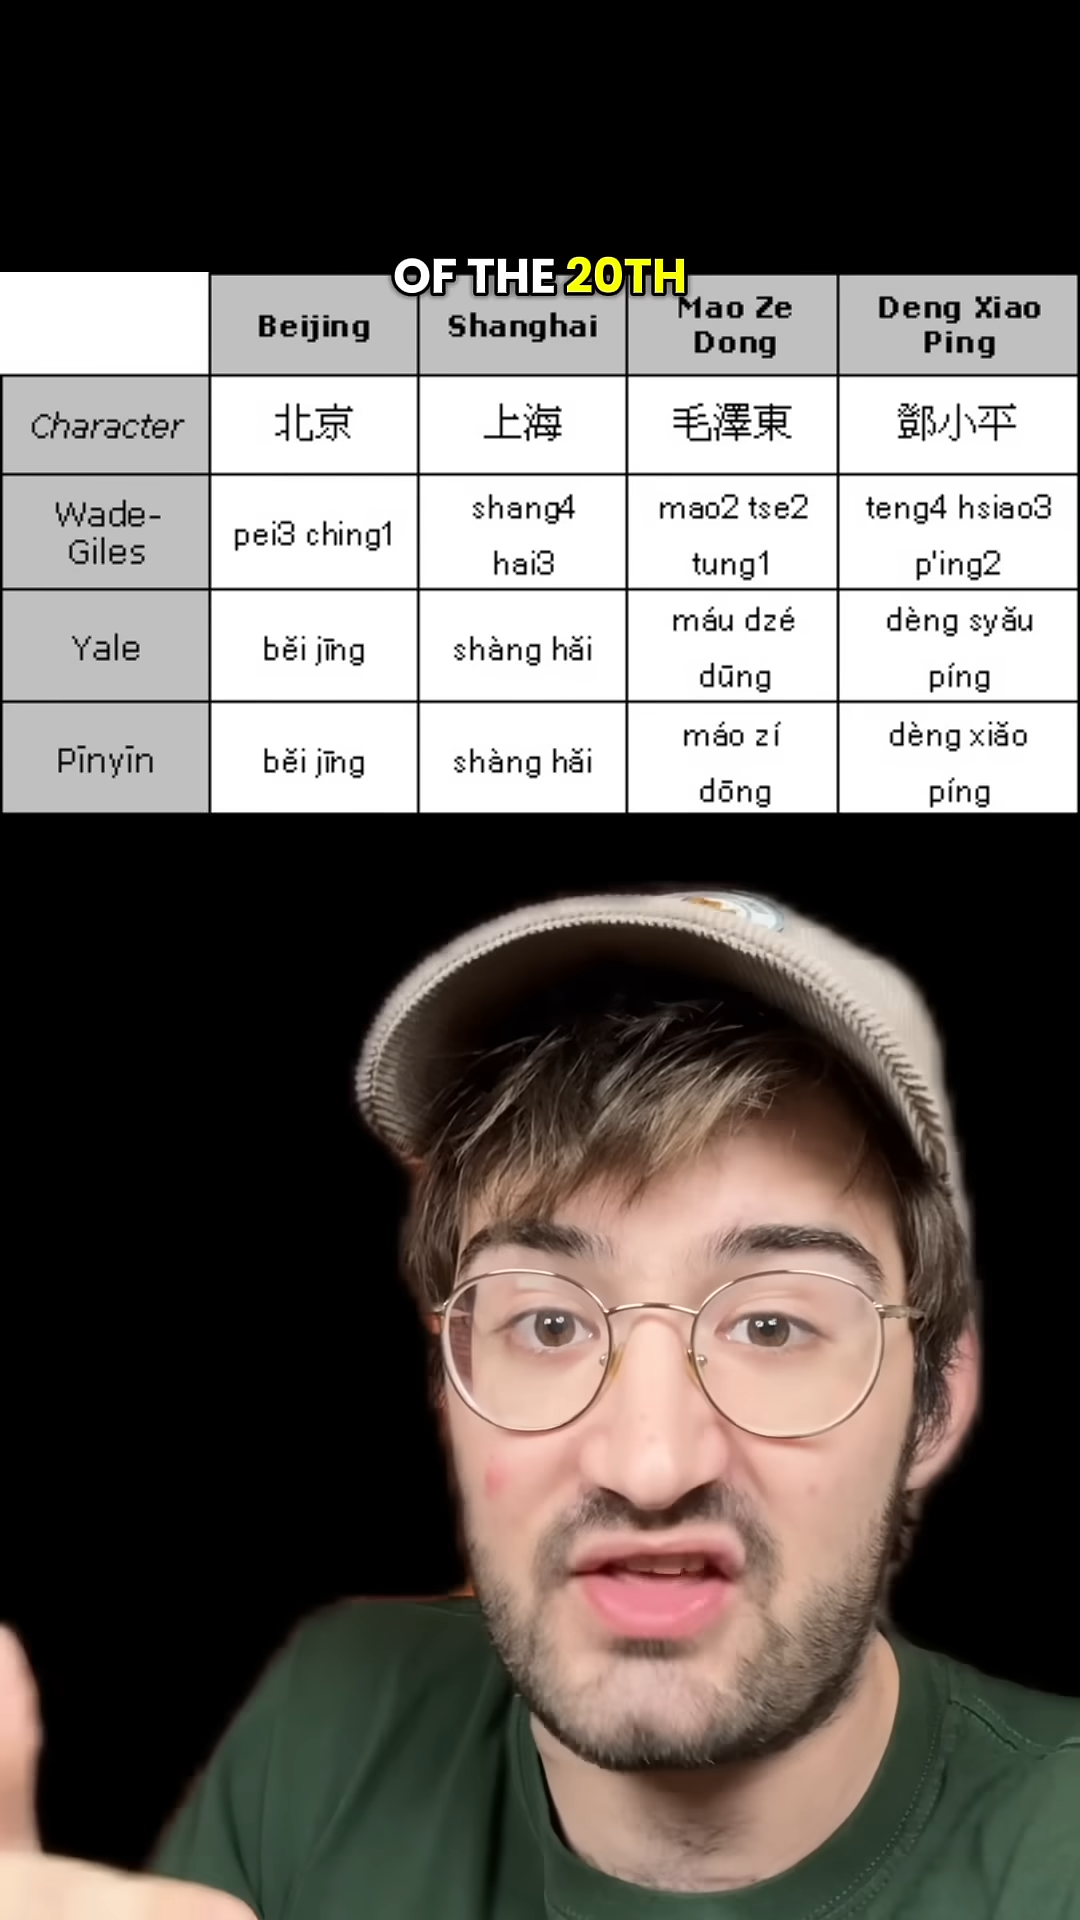 OF THE 20TH
Beijing
Shanghai
Mao Ze
Dong
Deng Xiao
Ping
Character
北京
上海
毛澤東
鄧小平
Wade-
Giles
pei3 ching1
shang4
hai3
mao2 tse2
tung1
teng4 hsiao3
p'ing2
Yale
běi jīng
shàng hǎi
máu dzé
dūng
dèng syǎu
píng
Pīnyīn
běi jīng
shàng hǎi
máo zí
dōng
dèng xiǎo
píng